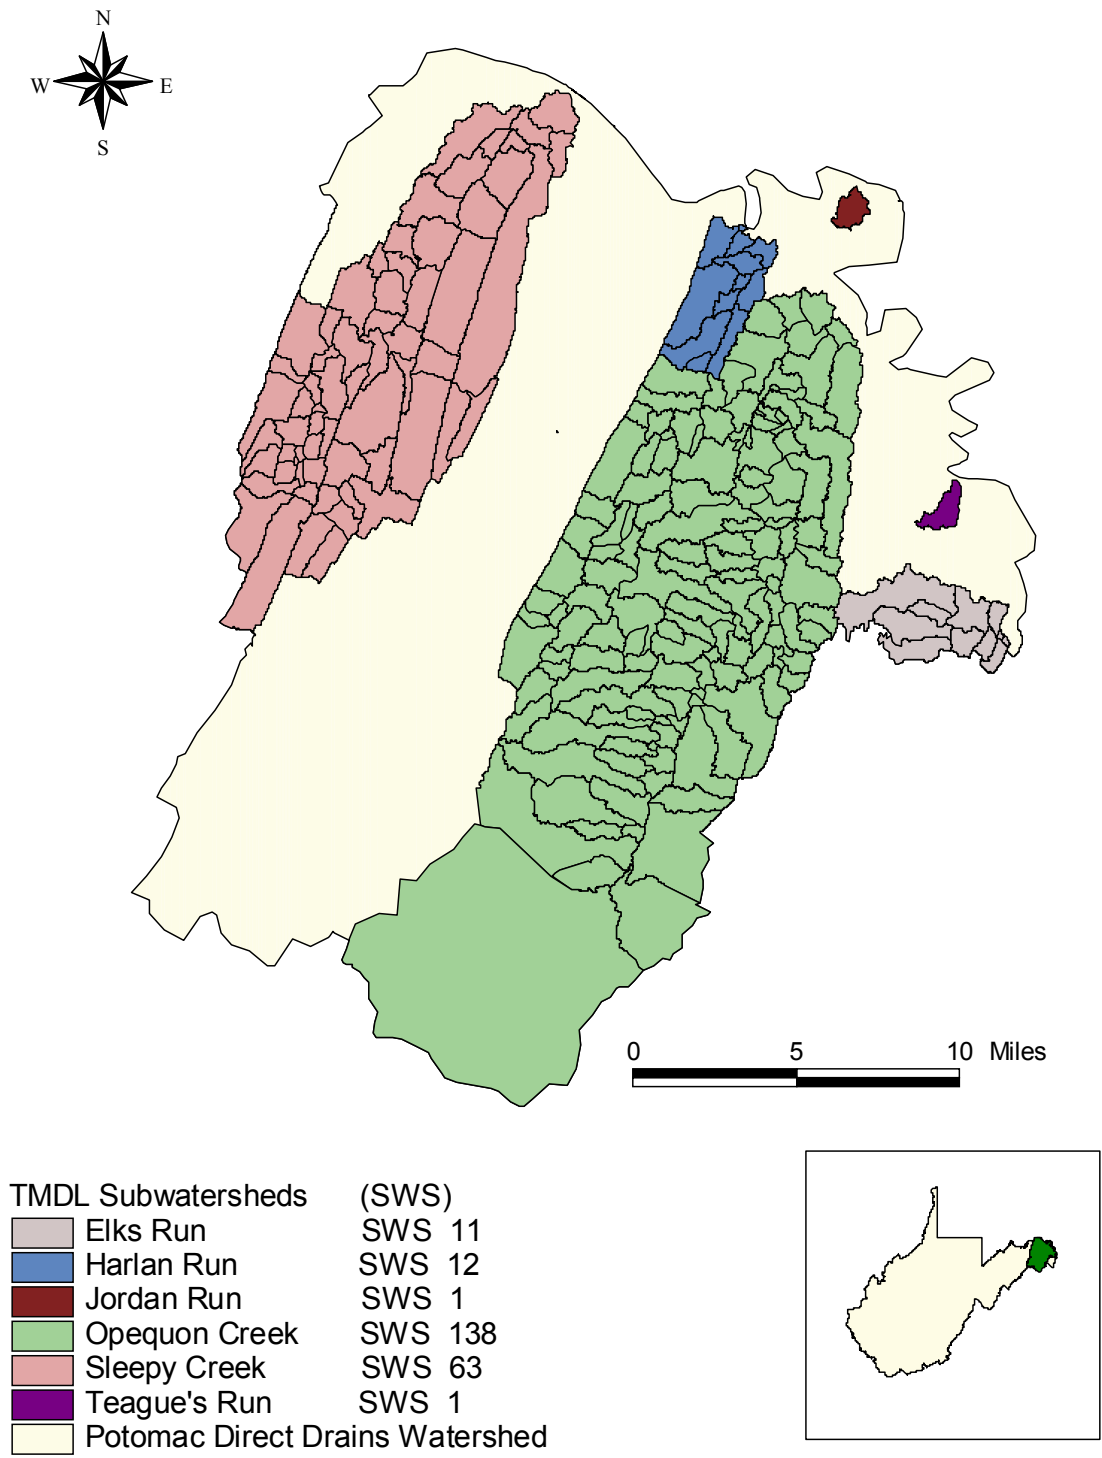 N
W E
S
0 5 10 Miles
TMDL Subwatersheds (SWS)
Elks Run SWS 11
Harlan Run SWS 12
Jordan Run SWS 1
Opequon Creek SWS 138
Sleepy Creek SWS 63
Teague's Run SWS 1
Potomac Direct Drains Watershed